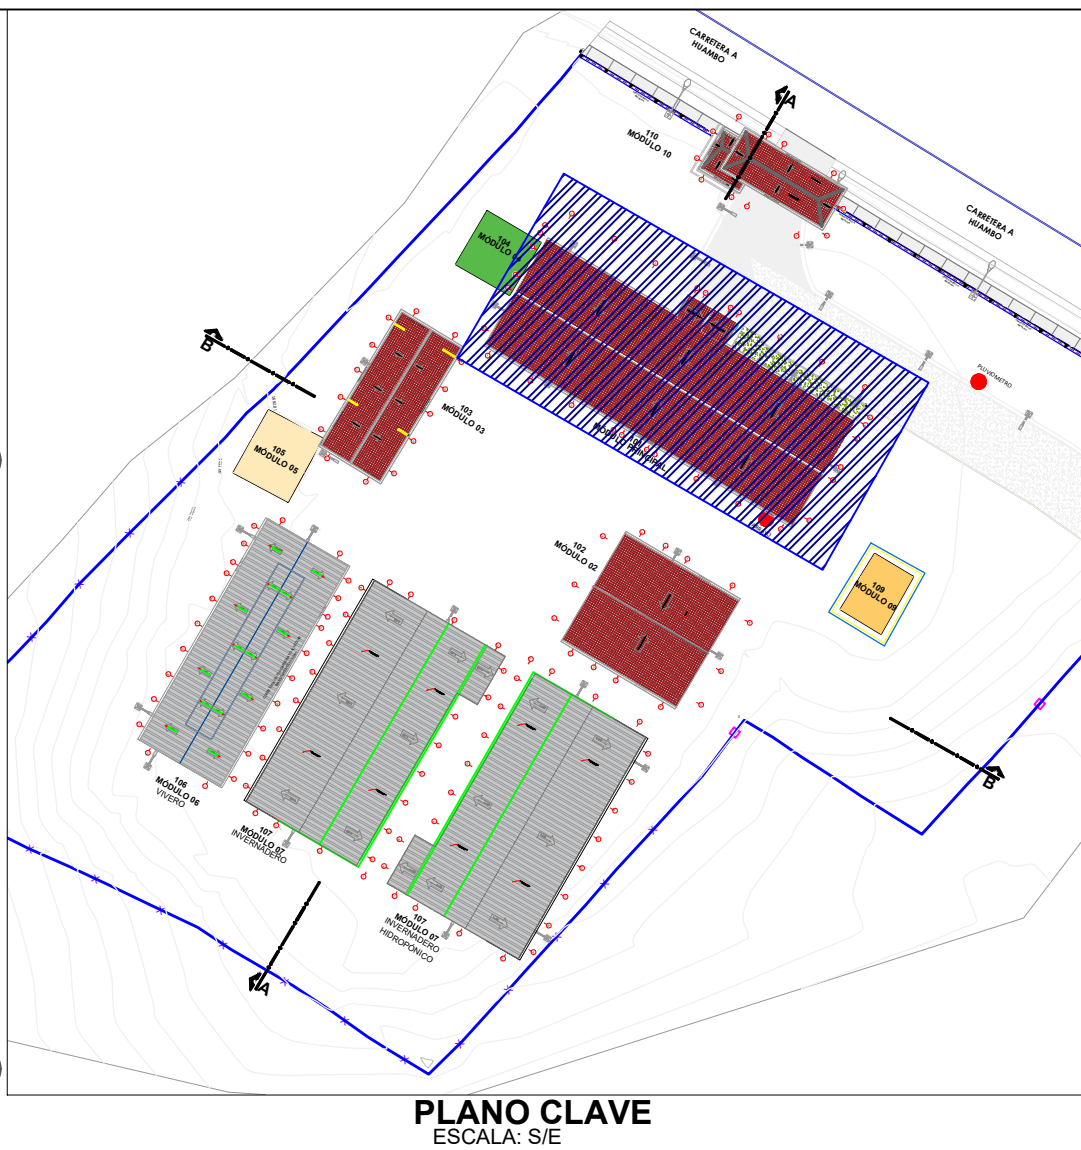 CARRETERA A
HUAMBO
A
110
MÓDULO 10
CARRETERA A
HUAMBO
104
MÓDULO
B
PLUVIOMETRO
103
MÓDULO 03
MÓDULO PRINCIPAL
105
MÓDULO 05
102
MÓDULO 02
109
MÓDULO 09
B
106
MÓDULO 06
VIVERO
107
MÓDULO 07
INVERNADERO
107
MÓDULO 07
INVERNADERO
HIDROPÓNICO
A
PLANO CLAVE
ESCALA: S/E